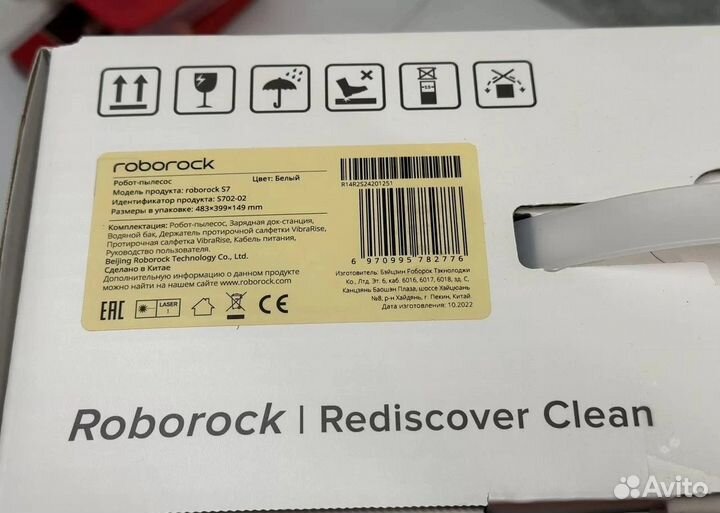 roborock
Робот-пылесос Цвет: Белый
Модель продукта: roborock S7
Идентификатор продукта: S702-02
Размеры в упаковке: 483×399×149 mm
Комплектация: Робот-пылесос, Зарядная док-станция,
Водяной бак, Держатель протирочной салфетки VibraRise,
Протирочная салфетка VibraRise, Кабель питания,
Руководство пользователя.
Beijing Roborock Technology Co., Ltd.
Сделано в Китае
Дополнительную информацию о данном продукте
можно найти на нашем сайте www.roborock.com
EAC LASER 1 CE
R14R2S24201251
6 970995 782776
Изготовитель: Бэйцзин Роборок Тэкнолоджи
Ко., Лтд. Эт. 6, каб. 6016, 6017, 6018, зд. С,
Канцзянь Баошэн Плаза, шоссе Хайцюань
№8, р-н Хайдянь, г. Пекин, Китай.
Дата изготовления: 10.2022
Roborock | Rediscover Clean
Avito